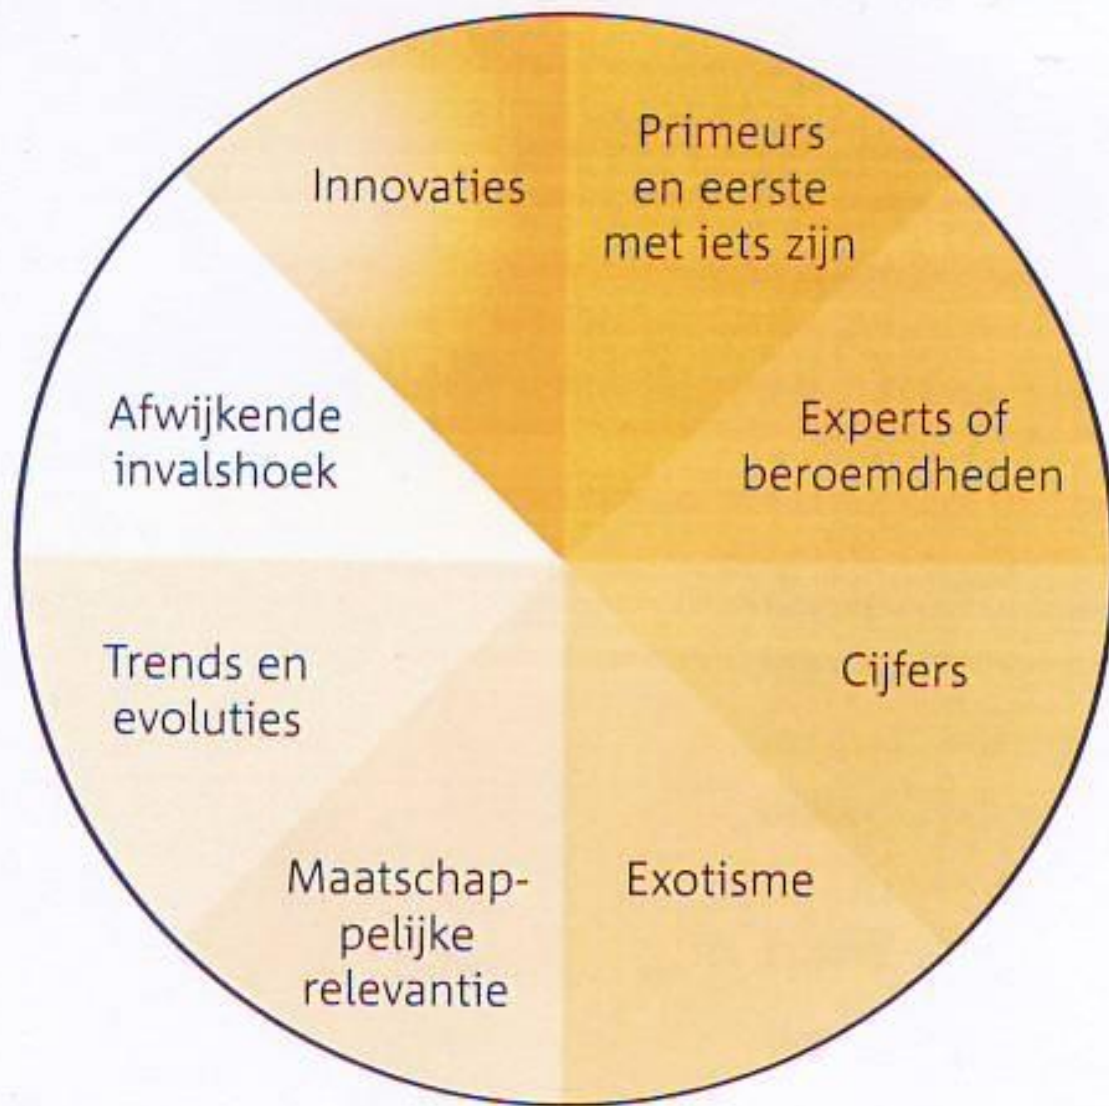 Innovaties
Primeurs
en eerste
met iets zijn
Experts of
beroemdheden
Cijfers
Exotisme
Maatschap-
pelijke
relevantie
Trends en
evoluties
Afwijkende
invalshoek